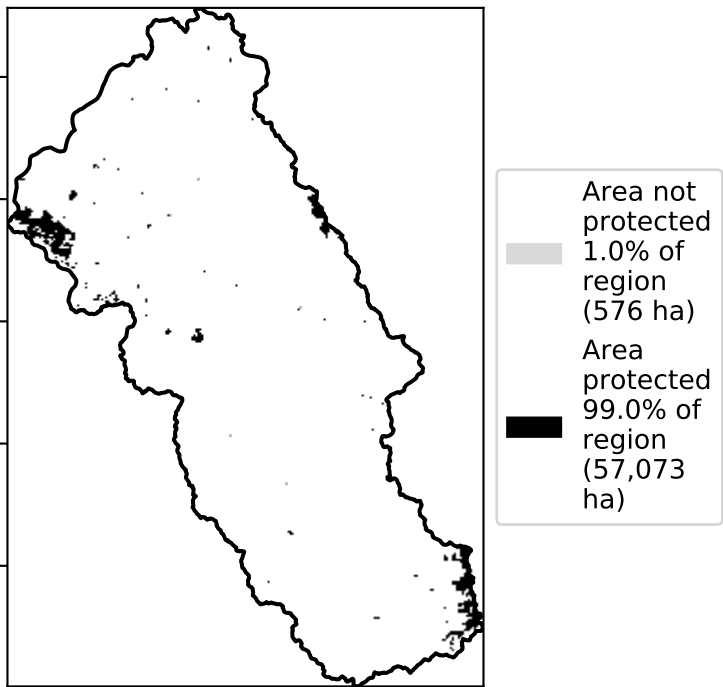 Area not
protected
1.0% of
region
(576 ha)
Area
protected
99.0% of
region
(57,073
ha)